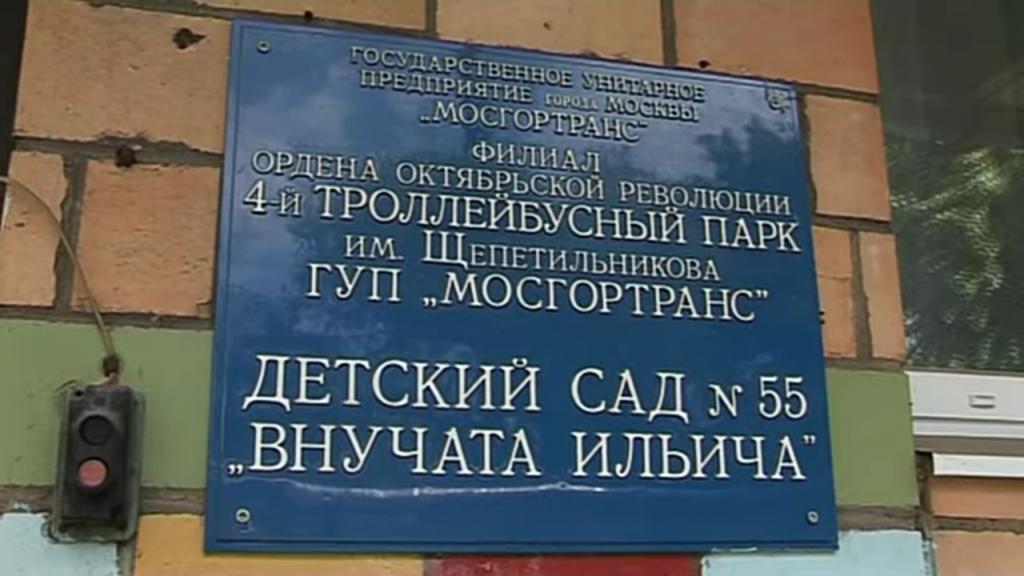 ГОСУДАРСТВЕННОЕ УНИТАРНОЕ
ПРЕДПРИЯТИЕ ГОРОДА МОСКВЫ
„МОСГОРТРАНС”
ФИЛИАЛ
ОРДЕНА ОКТЯБРЬСКОЙ РЕВОЛЮЦИИ
4-й ТРОЛЛЕЙБУСНЫЙ ПАРК
ИМ. ЩЕПЕТИЛЬНИКОВА
ГУП „МОСГОРТРАНС”
ДЕТСКИЙ САД N 55
„ВНУЧАТА ИЛЬИЧА”